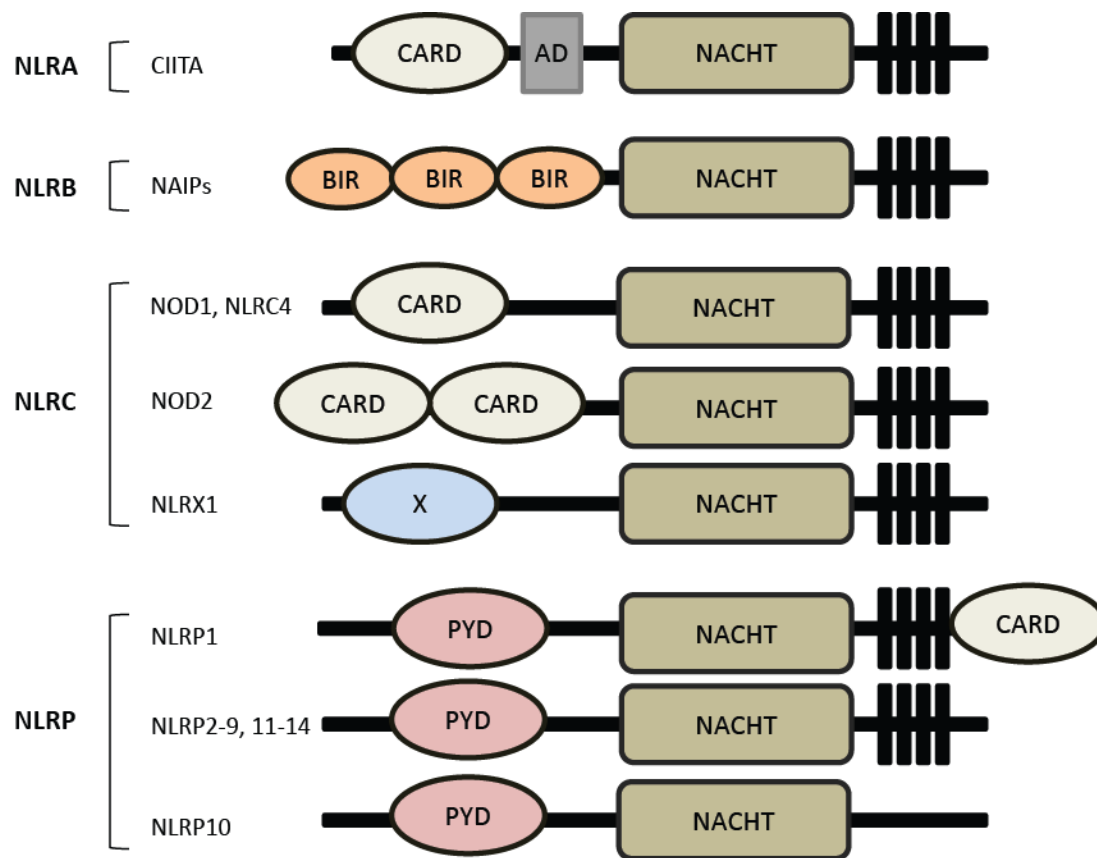 NLRA CIITA CARD AD NACHT
NLRB NAIPs BIR BIR BIR NACHT
NOD1, NLRC4 CARD NACHT
NLRC NOD2 CARD CARD NACHT
NLRX1 X NACHT
NLRP1 PYD NACHT CARD
NLRP NLRP2-9, 11-14 PYD NACHT
NLRP10 PYD NACHT